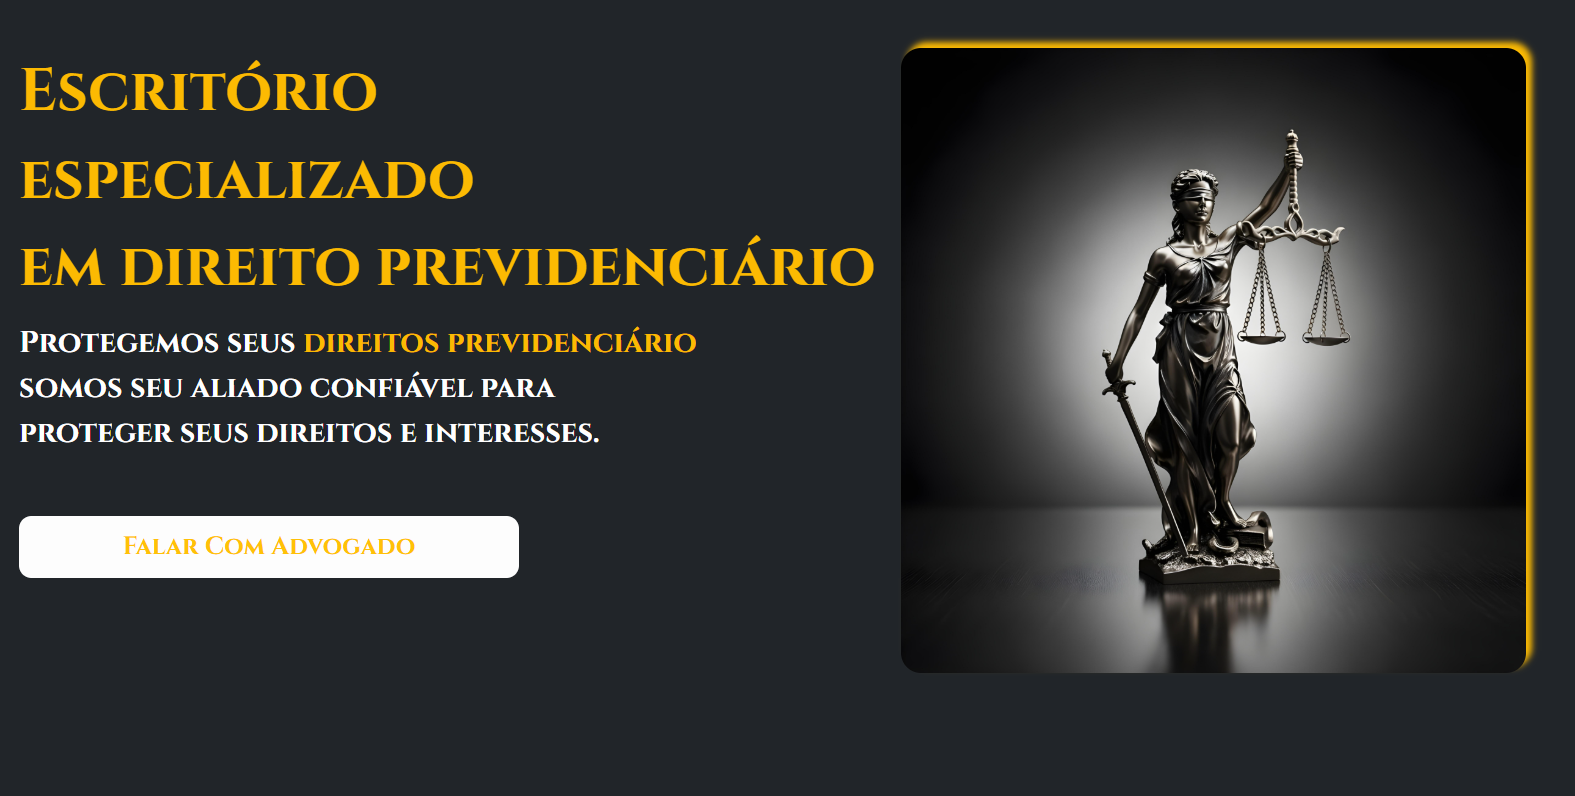 Escritório
especializado
em direito previdenciário
Protegemos seus direitos previdenciário
somos seu aliado confiável para
proteger seus direitos e interesses.
Falar Com Advogado